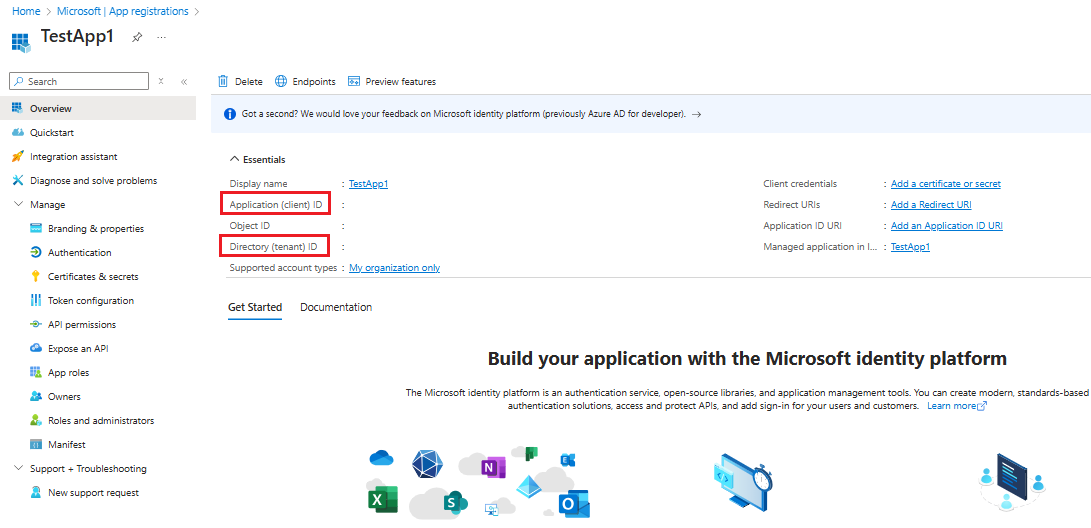 Home > Microsoft | App registrations >
TestApp1
...
Search
Delete Endpoints Preview features
Overview
Quickstart
Integration assistant
Diagnose and solve problems
Manage
Branding & properties
Authentication
Certificates & secrets
Token configuration
API permissions
Expose an API
App roles
Owners
Roles and administrators
Manifest
Support + Troubleshooting
New support request
Got a second? We would love your feedback on Microsoft identity platform (previously Azure AD for developer). →
Essentials
Display name : TestApp1
Application (client) ID :
Object ID :
Directory (tenant) ID :
Supported account types : My organization only
Client credentials : Add a certificate or secret
Redirect URIs : Add a Redirect URI
Application ID URI : Add an Application ID URI
Managed application in l... : TestApp1
Get Started Documentation
Build your application with the Microsoft identity platform
The Microsoft identity platform is an authentication service, open-source libraries, and application management tools. You can create modern, standards-based
authentication solutions, access and protect APIs, and add sign-in for your users and customers. Learn more
N
X
S
O